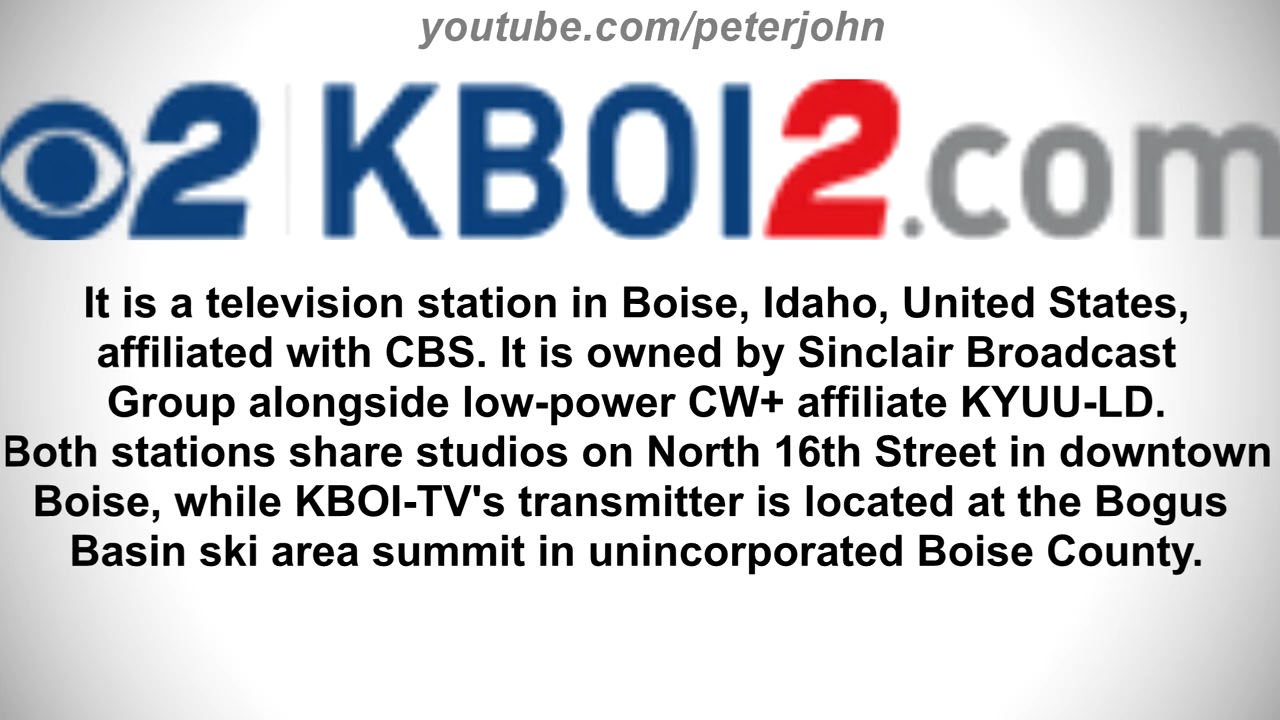 youtube.com/peterjohn
2 KBOI2.com
It is a television station in Boise, Idaho, United States,
affiliated with CBS. It is owned by Sinclair Broadcast
Group alongside low-power CW+ affiliate KYUU-LD.
Both stations share studios on North 16th Street in downtown
Boise, while KBOI-TV's transmitter is located at the Bogus
Basin ski area summit in unincorporated Boise County.